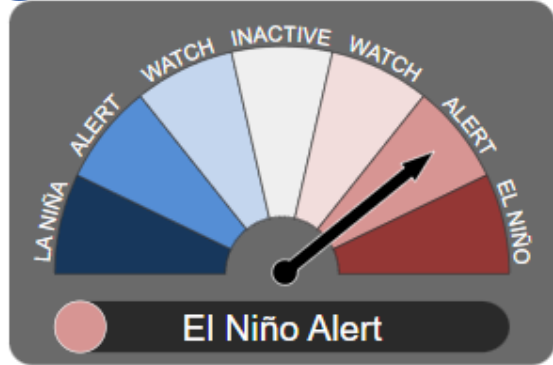 LA NIÑA
ALERT
WATCH
INACTIVE
WATCH
ALERT
EL NIÑO
El Niño Alert